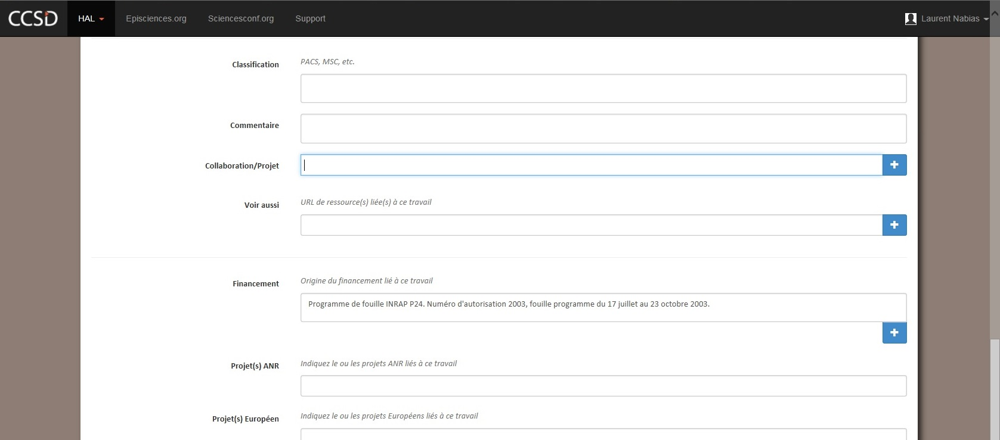 CCSD HAL Episciences.org Sciencesconf.org Support Laurent Nabias
Classification PACS, MSC, etc.
Commentaire
Collaboration/Projet
Voir aussi URL de ressource(s) liée(s) à ce travail
Financement Origine du financement lié à ce travail
Programme de fouille INRAP P24. Numéro d'autorisation 2003, fouille programme du 17 juillet au 23 octobre 2003.
Projet(s) ANR Indiquez le ou les projets ANR liés à ce travail
Projet(s) Européen Indiquez le ou les projets Européens liés à ce travail